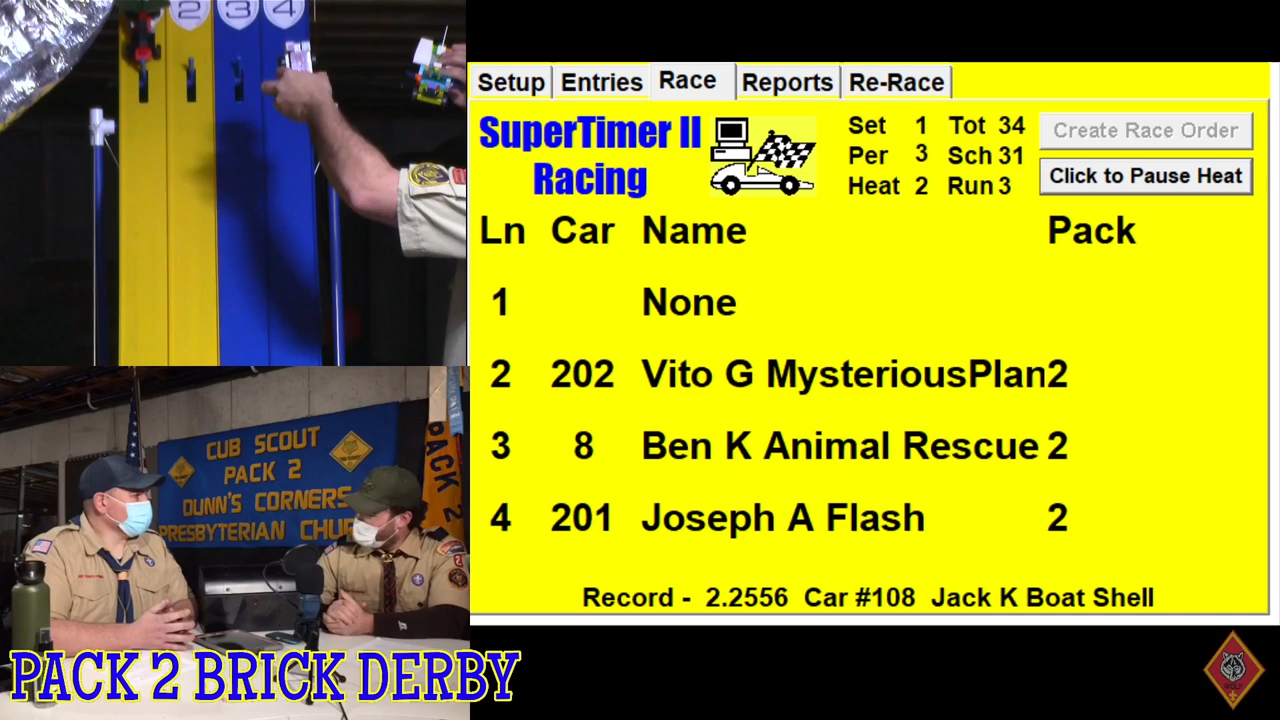 2 3 4
CUB SCOUT
PACK 2
DUNN'S CORNERS
PRESBYTERIAN
PACK 2
PACK 2 BRICK DERBY
Setup Entries Race Reports Re-Race
SuperTimer II
Racing
Set 1 Tot 34
Per 3 Sch 31
Heat 2 Run 3
Create Race Order
Click to Pause Heat
Ln Car Name Pack
1 None
2 202 Vito G MysteriousPlan 2
3 8 Ben K Animal Rescue 2
4 201 Joseph A Flash 2
Record - 2.2556 Car #108 Jack K Boat Shell